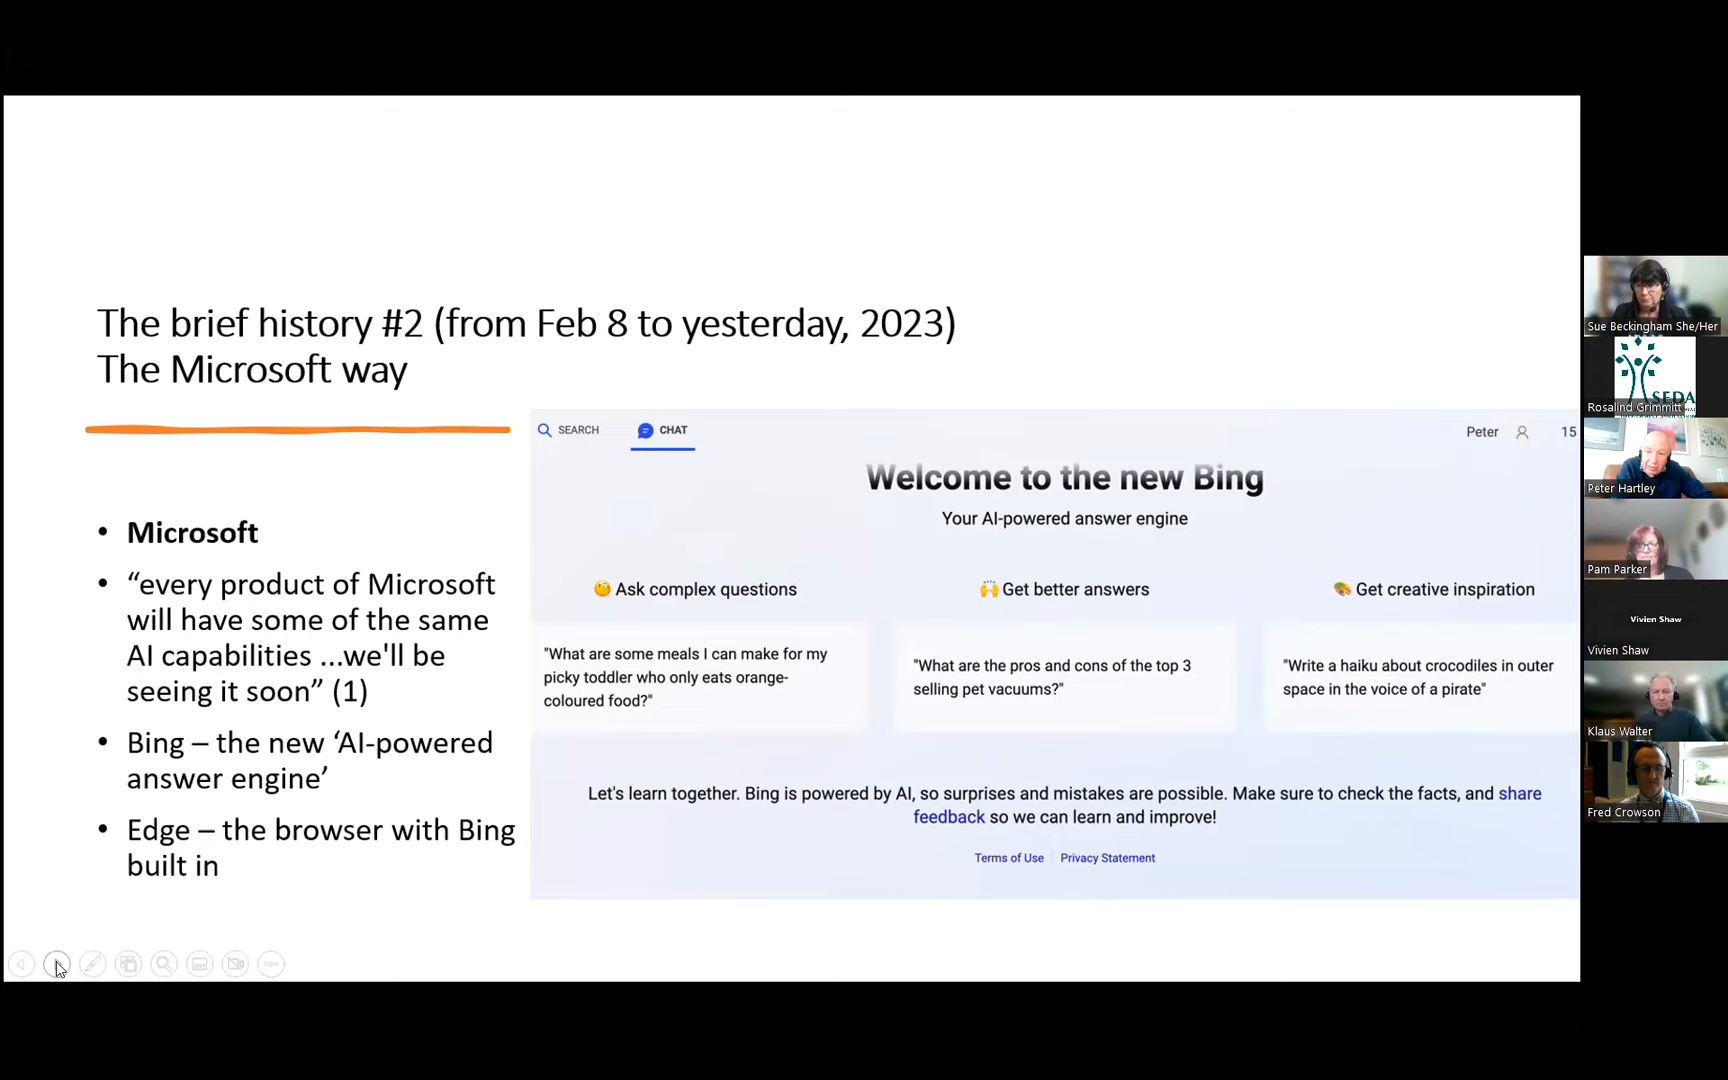 The brief history #2 (from Feb 8 to yesterday, 2023)
The Microsoft way
• Microsoft
• “every product of Microsoft
will have some of the same
AI capabilities ...we'll be
seeing it soon” (1)
• Bing – the new ‘AI-powered
answer engine’
• Edge – the browser with Bing
built in
SEARCH
CHAT
Peter
15
Welcome to the new Bing
Your AI-powered answer engine
Ask complex questions
Get better answers
Get creative inspiration
"What are some meals I can make for my
picky toddler who only eats orange-
coloured food?"
"What are the pros and cons of the top 3
selling pet vacuums?"
"Write a haiku about crocodiles in outer
space in the voice of a pirate"
Let's learn together. Bing is powered by AI, so surprises and mistakes are possible. Make sure to check the facts, and share
feedback so we can learn and improve!
Terms of Use
Privacy Statement
Sue Beckingham She/Her
SEDA
Rosalind Grimmitt
Peter Hartley
Pam Parker
Vivien Shaw
Vivien Shaw
Klaus Walter
Fred Crowson